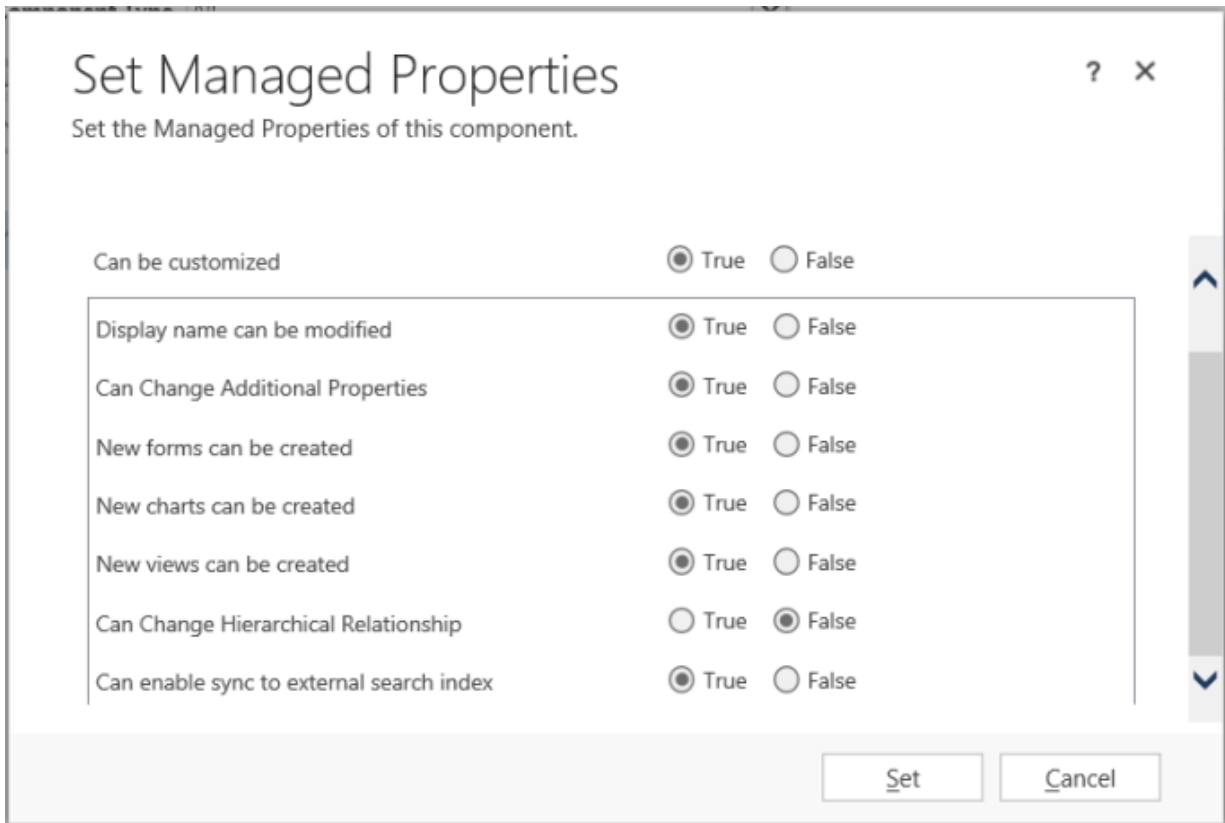 Component Type All
Set Managed Properties ?
Set the Managed Properties of this component.
Can be customized True False
Display name can be modified True False
Can Change Additional Properties True False
New forms can be created True False
New charts can be created True False
New views can be created True False
Can Change Hierarchical Relationship True False
Can enable sync to external search index True False
Set Cancel